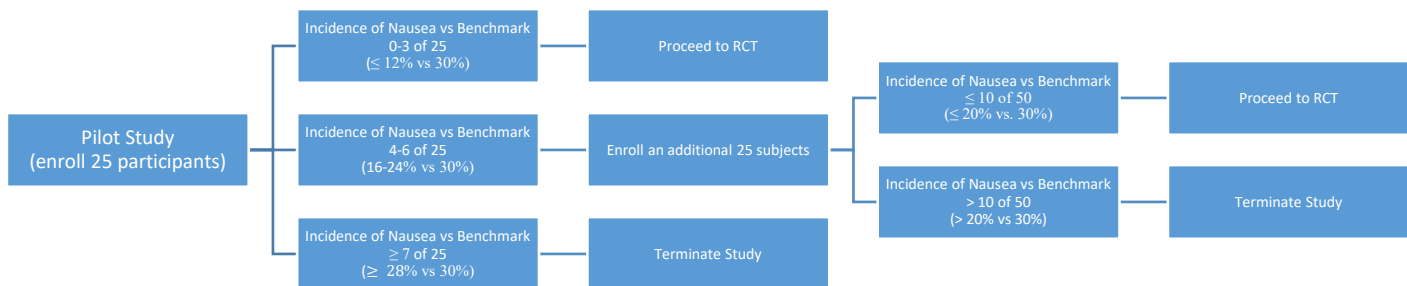 Pilot Study
(enroll 25 participants)
Incidence of Nausea vs Benchmark
0-3 of 25
(≤ 12% vs 30%)
Proceed to RCT
Incidence of Nausea vs Benchmark
4-6 of 25
(16-24% vs 30%)
Enroll an additional 25 subjects
Incidence of Nausea vs Benchmark
≤ 10 of 50
(≤ 20% vs. 30%)
Proceed to RCT
Incidence of Nausea vs Benchmark
> 10 of 50
(> 20% vs 30%)
Terminate Study
Incidence of Nausea vs Benchmark
≥ 7 of 25
(≥ 28% vs 30%)
Terminate Study